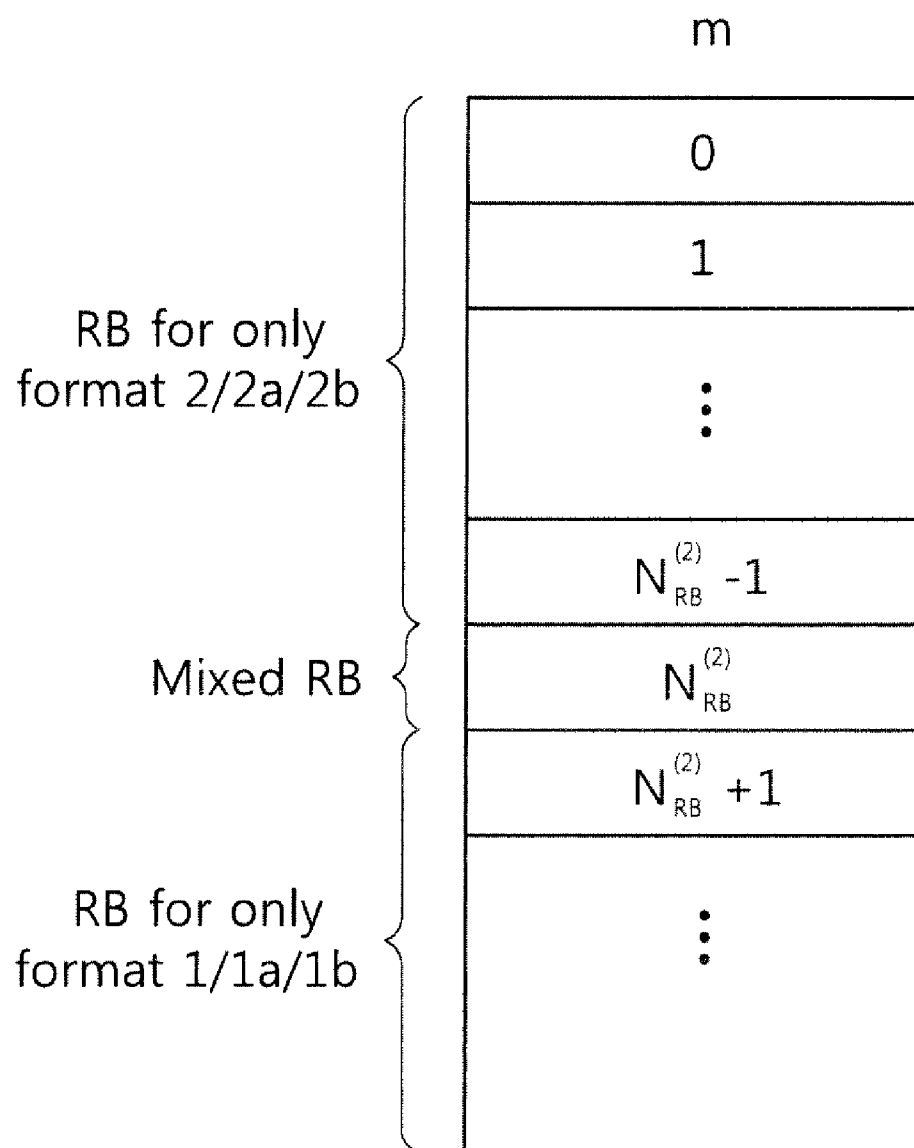 m
0
1
RB for only
format 2/2a/2b
⋮
N_RB^(2) -1
Mixed RB
N_RB^(2)
N_RB^(2) +1
RB for only
format 1/1a/1b
⋮